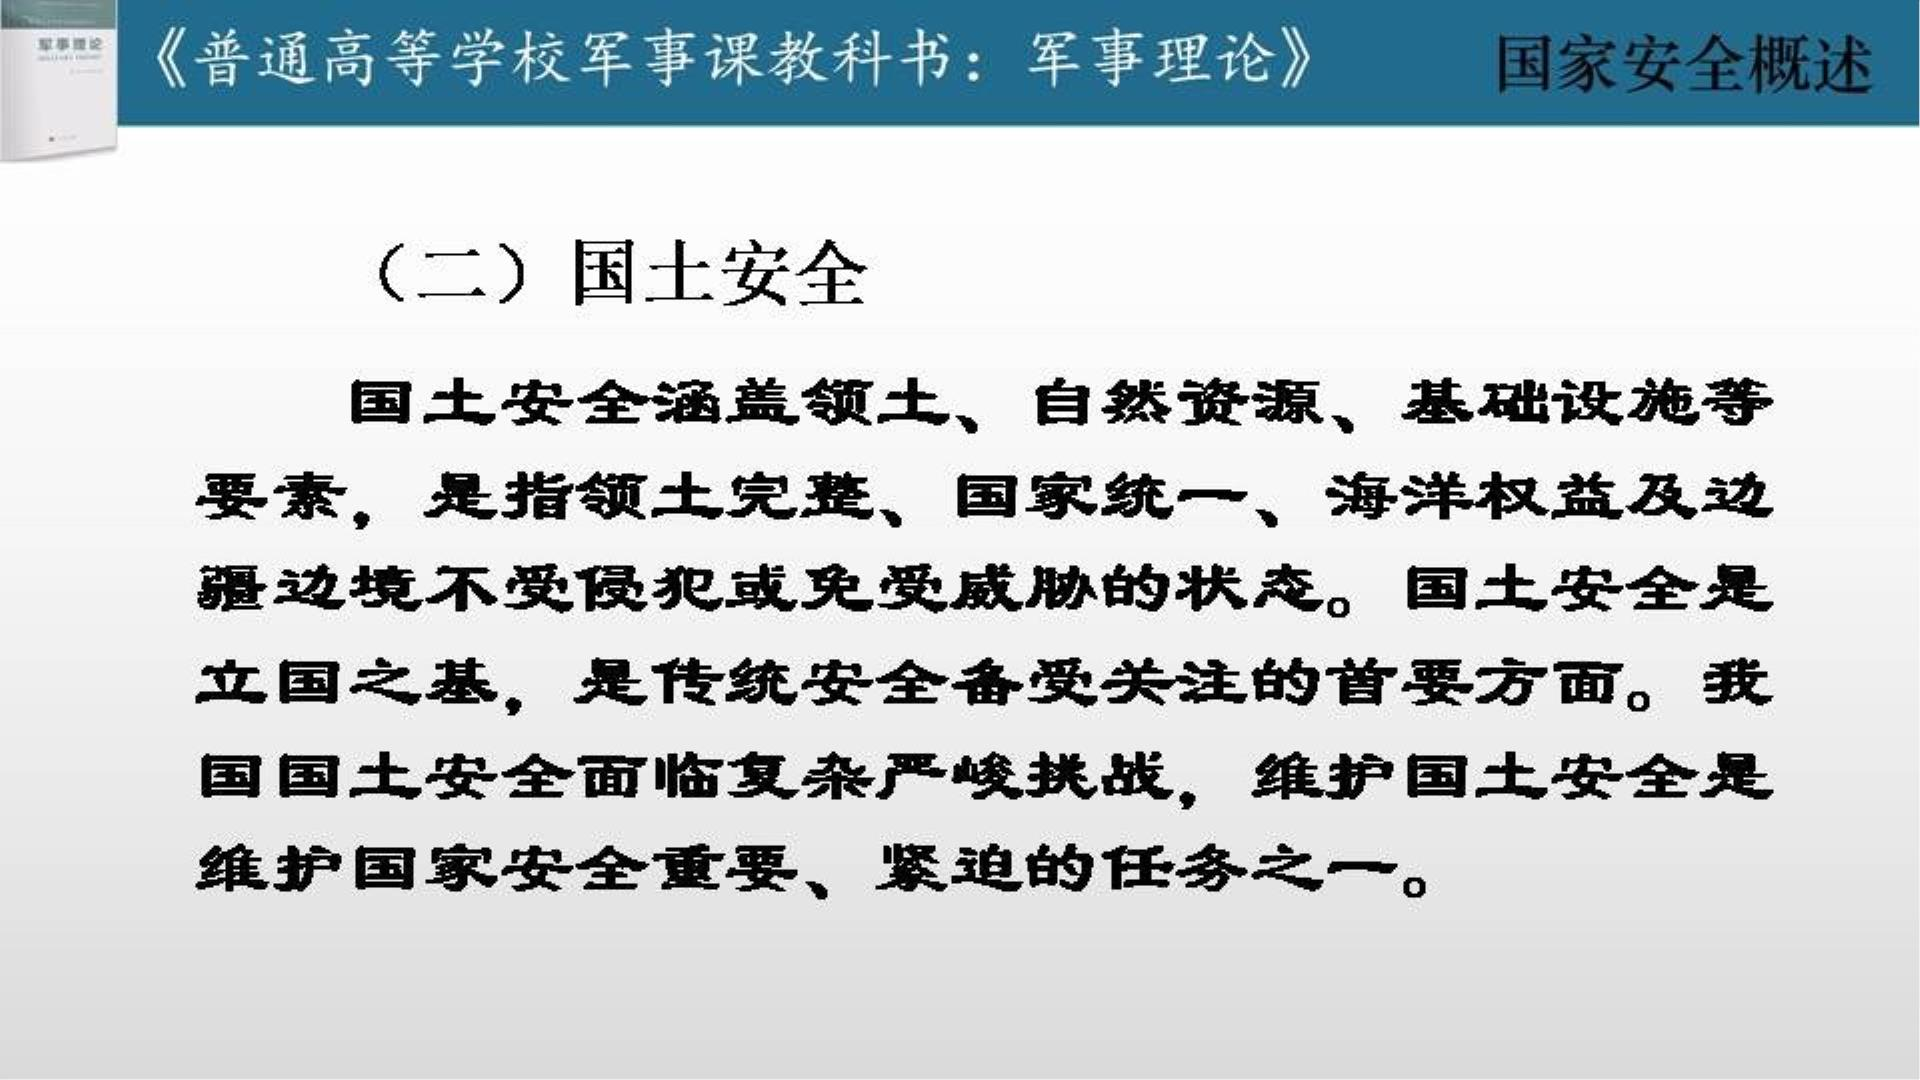 军事理论
《普通高等学校军事课教科书：军事理论》
国家安全概述
（二）国土安全
国土安全涵盖领土、自然资源、基础设施等
要素，是指领土完整、国家统一、海洋权益及边
疆边境不受侵犯或免受威胁的状态。国土安全是
立国之基，是传统安全备受关注的首要方面。我
国国土安全面临复杂严峻挑战，维护国土安全是
维护国家安全重要、紧迫的任务之一。